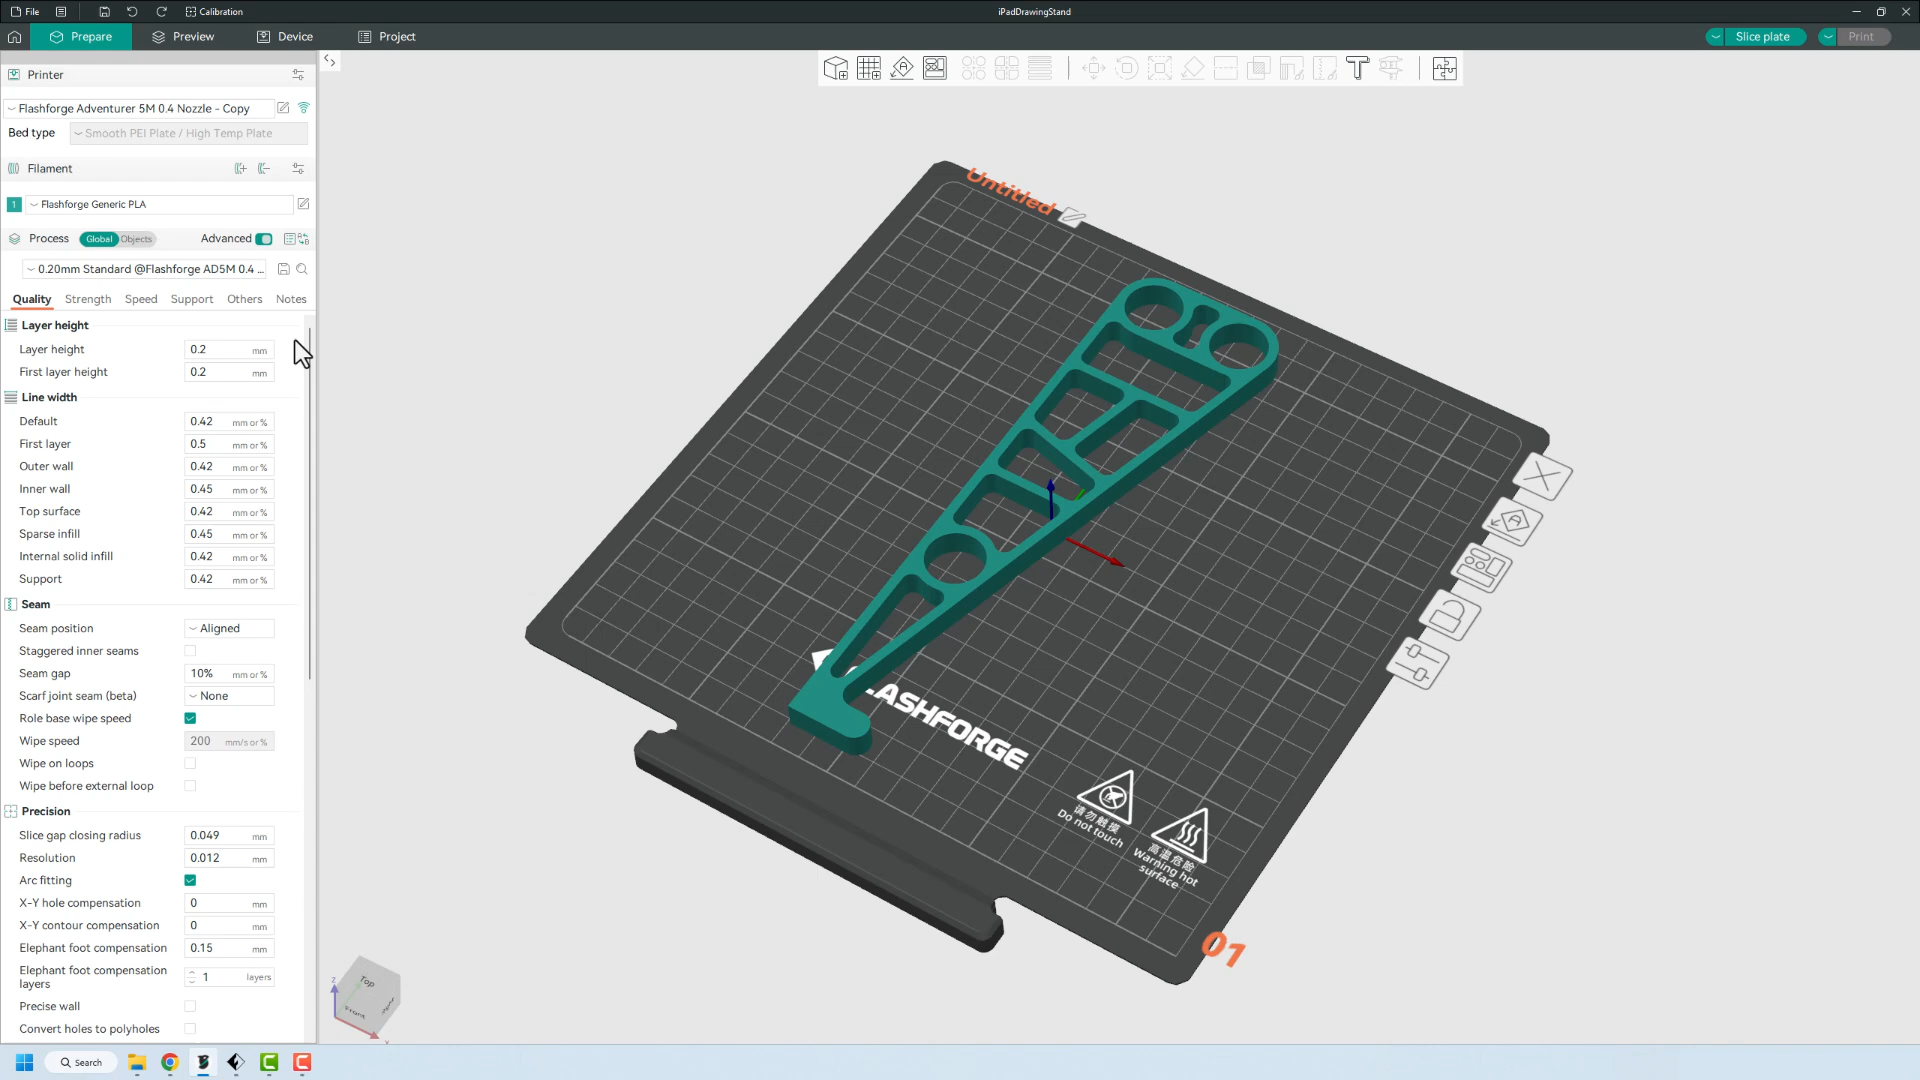 File
Calibration
iPadDrawingStand
Prepare
Preview
Device
Project
Slice plate
Print
Printer
Flashforge Adventurer 5M 0.4 Nozzle - Copy
Bed type
Smooth PEI Plate / High Temp Plate
Filament
1
Flashforge Generic PLA
Process
Global
Objects
Advanced
0.20mm Standard @Flashforge AD5M 0.4 ...
Quality
Strength
Speed
Support
Others
Notes
Layer height
Layer height 0.2 mm
First layer height 0.2 mm
Line width
Default 0.42 mm or %
First layer 0.5 mm or %
Outer wall 0.42 mm or %
Inner wall 0.45 mm or %
Top surface 0.42 mm or %
Sparse infill 0.45 mm or %
Internal solid infill 0.42 mm or %
Support 0.42 mm or %
Seam
Seam position Aligned
Staggered inner seams
Seam gap 10% mm or %
Scarf joint seam (beta) None
Role base wipe speed
Wipe speed 200 mm/s or %
Wipe on loops
Wipe before external loop
Precision
Slice gap closing radius 0.049 mm
Resolution 0.012 mm
Arc fitting
X-Y hole compensation 0 mm
X-Y contour compensation 0 mm
Elephant foot compensation 0.15 mm
Elephant foot compensation
layers 1 layers
Precise wall
Convert holes to polyholes
Untitled
LASHFORGE
请勿触摸
Do not touch
高温危险
Warning hot
surface
01
Top
Front
z
x
Search